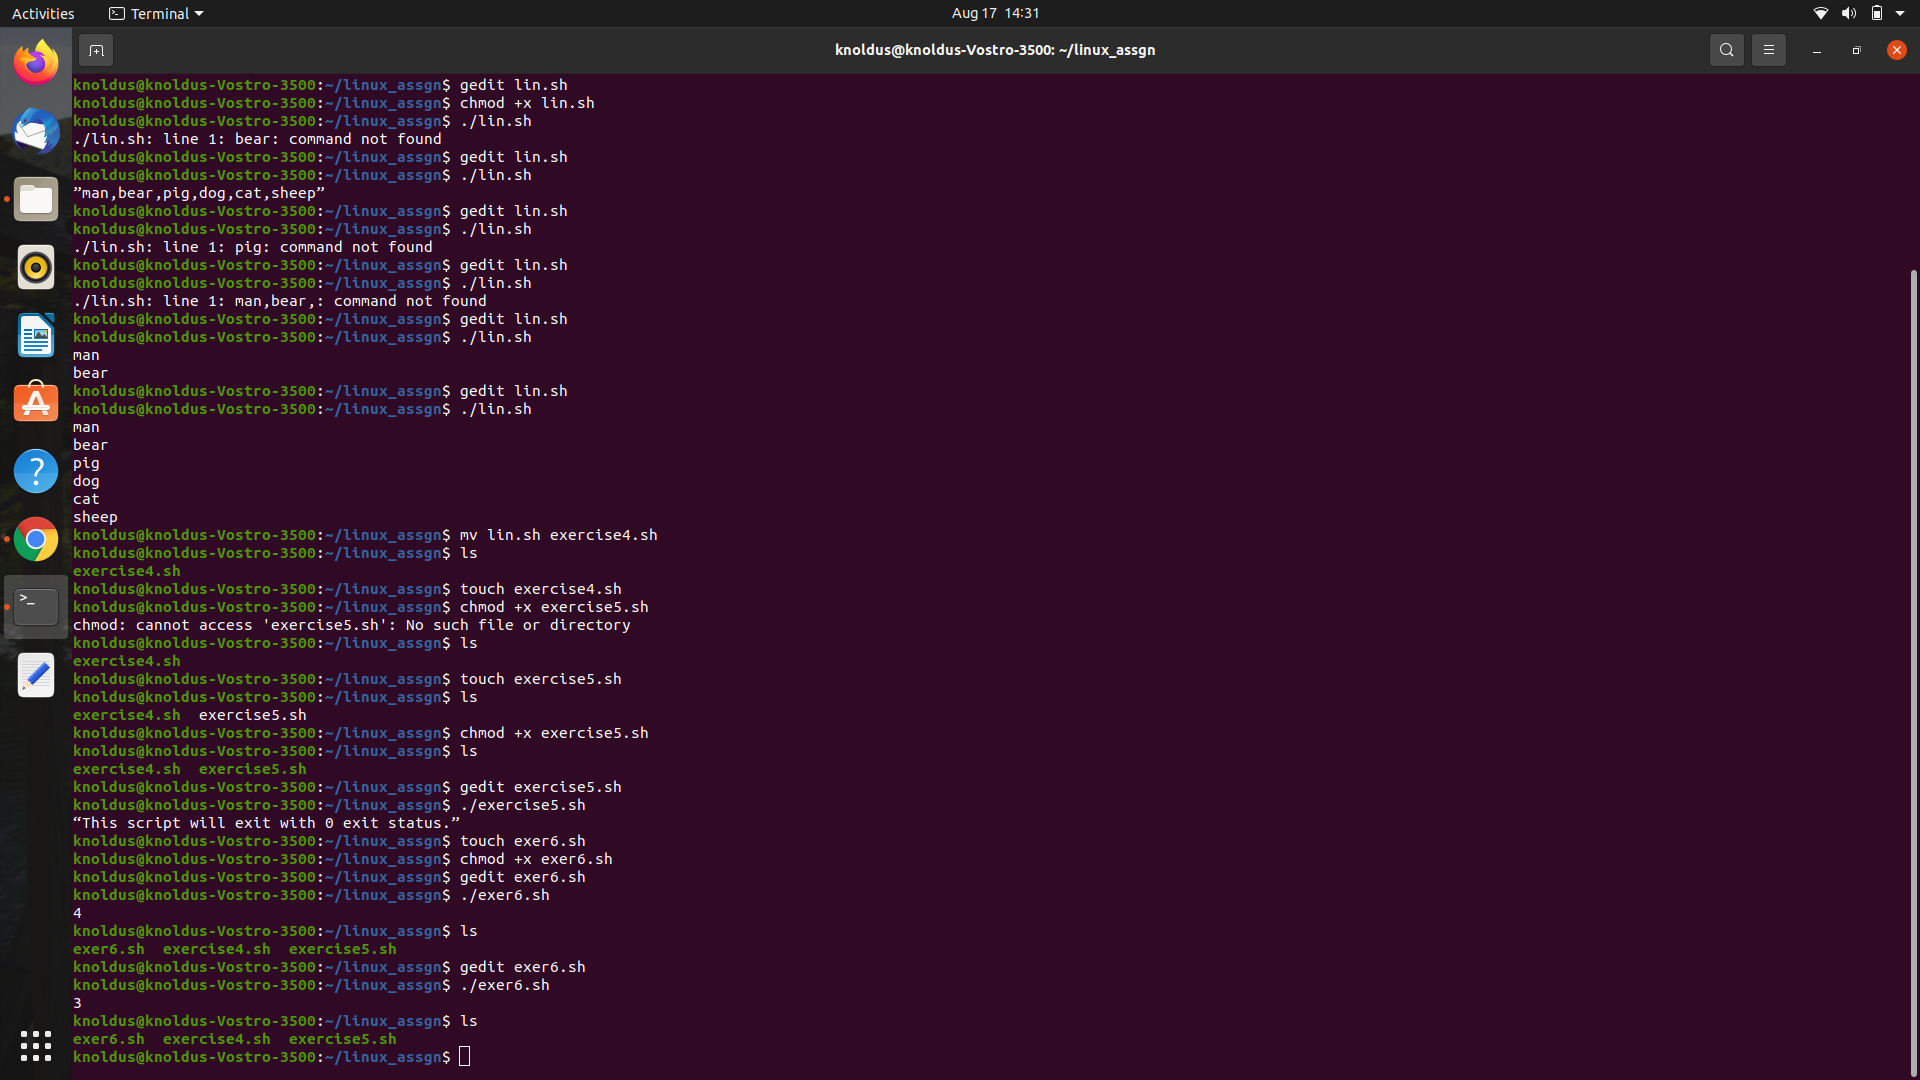 Activities
Terminal
Aug 17 14:31
knoldus@knoldus-Vostro-3500: ~/linux_assgn
knoldus@knoldus-Vostro-3500:~/linux_assgn$ gedit lin.sh
knoldus@knoldus-Vostro-3500:~/linux_assgn$ chmod +x lin.sh
knoldus@knoldus-Vostro-3500:~/linux_assgn$ ./lin.sh
./lin.sh: line 1: bear: command not found
knoldus@knoldus-Vostro-3500:~/linux_assgn$ gedit lin.sh
knoldus@knoldus-Vostro-3500:~/linux_assgn$ ./lin.sh
”man,bear,pig,dog,cat,sheep”
knoldus@knoldus-Vostro-3500:~/linux_assgn$ gedit lin.sh
knoldus@knoldus-Vostro-3500:~/linux_assgn$ ./lin.sh
./lin.sh: line 1: pig: command not found
knoldus@knoldus-Vostro-3500:~/linux_assgn$ gedit lin.sh
knoldus@knoldus-Vostro-3500:~/linux_assgn$ ./lin.sh
./lin.sh: line 1: man,bear,: command not found
knoldus@knoldus-Vostro-3500:~/linux_assgn$ gedit lin.sh
knoldus@knoldus-Vostro-3500:~/linux_assgn$ ./lin.sh
man
bear
knoldus@knoldus-Vostro-3500:~/linux_assgn$ gedit lin.sh
knoldus@knoldus-Vostro-3500:~/linux_assgn$ ./lin.sh
man
bear
pig
dog
cat
sheep
knoldus@knoldus-Vostro-3500:~/linux_assgn$ mv lin.sh exercise4.sh
knoldus@knoldus-Vostro-3500:~/linux_assgn$ ls
exercise4.sh
knoldus@knoldus-Vostro-3500:~/linux_assgn$ touch exercise4.sh
knoldus@knoldus-Vostro-3500:~/linux_assgn$ chmod +x exercise5.sh
chmod: cannot access 'exercise5.sh': No such file or directory
knoldus@knoldus-Vostro-3500:~/linux_assgn$ ls
exercise4.sh
knoldus@knoldus-Vostro-3500:~/linux_assgn$ touch exercise5.sh
knoldus@knoldus-Vostro-3500:~/linux_assgn$ ls
exercise4.sh  exercise5.sh
knoldus@knoldus-Vostro-3500:~/linux_assgn$ chmod +x exercise5.sh
knoldus@knoldus-Vostro-3500:~/linux_assgn$ ls
exercise4.sh  exercise5.sh
knoldus@knoldus-Vostro-3500:~/linux_assgn$ gedit exercise5.sh
knoldus@knoldus-Vostro-3500:~/linux_assgn$ ./exercise5.sh
“This script will exit with 0 exit status.”
knoldus@knoldus-Vostro-3500:~/linux_assgn$ touch exer6.sh
knoldus@knoldus-Vostro-3500:~/linux_assgn$ chmod +x exer6.sh
knoldus@knoldus-Vostro-3500:~/linux_assgn$ gedit exer6.sh
knoldus@knoldus-Vostro-3500:~/linux_assgn$ ./exer6.sh
4
knoldus@knoldus-Vostro-3500:~/linux_assgn$ ls
exer6.sh  exercise4.sh  exercise5.sh
knoldus@knoldus-Vostro-3500:~/linux_assgn$ gedit exer6.sh
knoldus@knoldus-Vostro-3500:~/linux_assgn$ ./exer6.sh
3
knoldus@knoldus-Vostro-3500:~/linux_assgn$ ls
exer6.sh  exercise4.sh  exercise5.sh
knoldus@knoldus-Vostro-3500:~/linux_assgn$